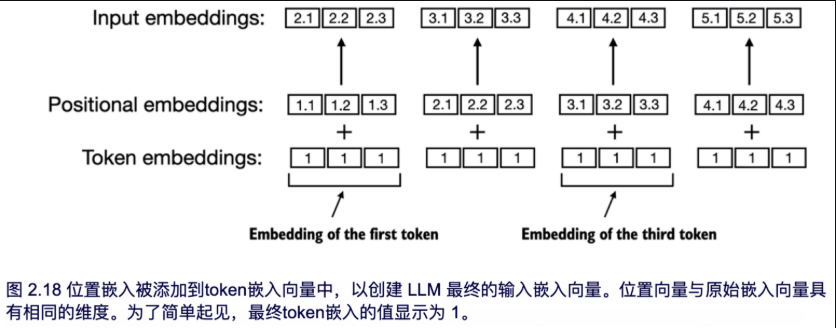 Input embeddings: 2.1 2.2 2.3 3.1 3.2 3.3 4.1 4.2 4.3 5.1 5.2 5.3
Positional embeddings: 1.1 1.2 1.3 2.1 2.2 2.3 3.1 3.2 3.3 4.1 4.2 4.3
+ + + +
Token embeddings: 1 1 1 1 1 1 1 1 1 1 1 1
Embedding of the first token Embedding of the third token
图 2.18 位置嵌入被添加到token嵌入向量中，以创建 LLM 最终的输入嵌入向量。位置向量与原始嵌入向量具
有相同的维度。为了简单起见，最终token嵌入的值显示为 1。